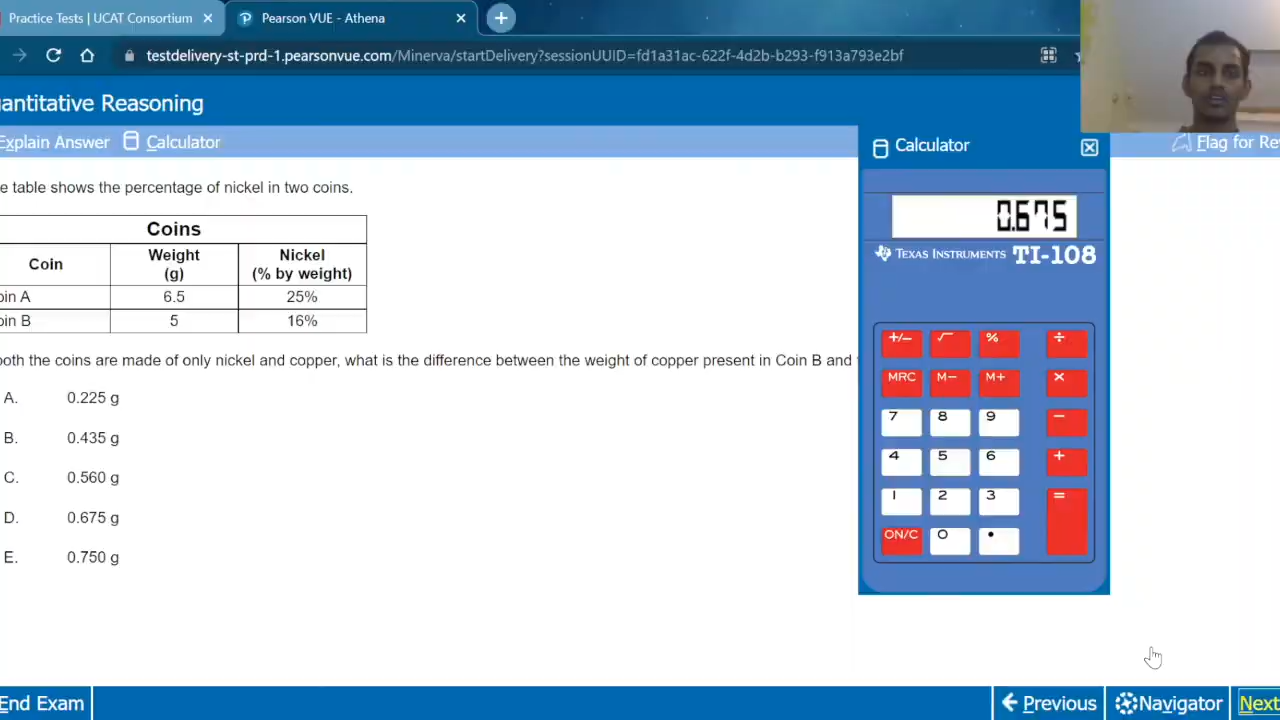 Practice Tests | UCAT Consortium
Pearson VUE - Athena
testdelivery-st-prd-1.pearsonvue.com/Minerva/startDelivery?sessionUUID=fd1a31ac-622f-4d2b-b293-f913a793e2bf
uantitative Reasoning
Explain Answer Calculator
Flag for Re
Calculator
0.675
TEXAS INSTRUMENTS TI-108
+/− √ % ÷
MRC M− M+ ×
7 8 9 −
4 5 6 +
1 2 3 =
ON/C 0 •
e table shows the percentage of nickel in two coins.
Coins
Coin Weight (g) Nickel (% by weight)
oin A 6.5 25%
oin B 5 16%
ooth the coins are made of only nickel and copper, what is the difference between the weight of copper present in Coin B and
A. 0.225 g
B. 0.435 g
C. 0.560 g
D. 0.675 g
E. 0.750 g
End Exam
Previous Navigator Next